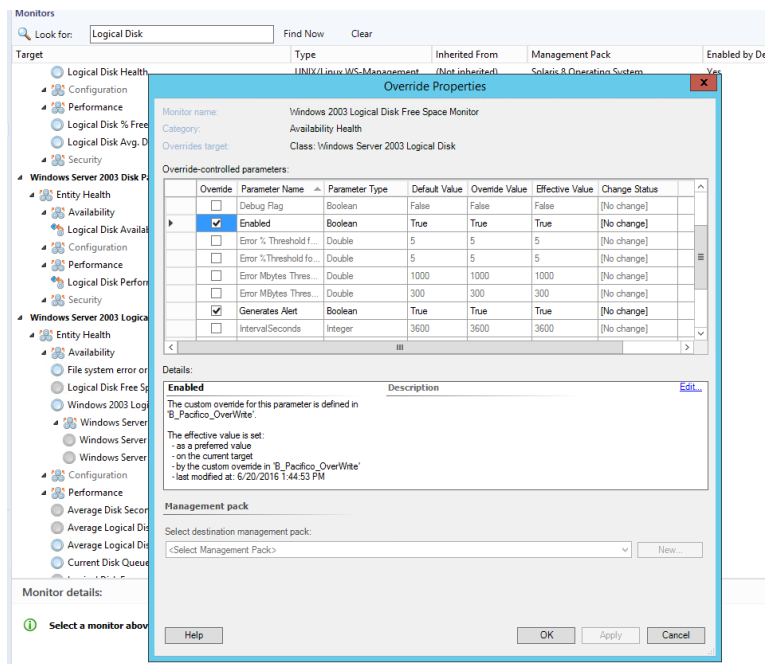 Monitors
Look for: Logical Disk Find Now Clear
Target Type Inherited From Management Pack Enabled by De
Logical Disk Health UNIX/Linux WS-Management (Not inherited) Solaris 8 Operating System Yes
Configuration
Performance
Logical Disk % Free
Logical Disk Avg. D
Security
Windows Server 2003 Disk Pa
Entity Health
Availability
Logical Disk Availab
Configuration
Performance
Logical Disk Perform
Security
Windows Server 2003 Logica
Entity Health
Availability
File system error or
Logical Disk Free Sp
Windows 2003 Logi
Windows Server
Windows Server
Windows Server
Configuration
Performance
Average Disk Secon
Average Logical Dis
Average Logical Dis
Current Disk Queue
Monitor details:
Select a monitor abov
Override Properties
x
Monitor name: Windows 2003 Logical Disk Free Space Monitor
Category: Availability Health
Overrides target: Class: Windows Server 2003 Logical Disk
Override-controlled parameters:
Override Parameter Name Parameter Type Default Value Override Value Effective Value Change Status
Debug Flag Boolean False False False [No change]
Enabled Boolean True True True [No change]
Error % Threshold f... Double 5 5 5 [No change]
Error %Threshold fo... Double 5 5 5 [No change]
Error Mbytes Thres... Double 1000 1000 1000 [No change]
Error MBytes Thres... Double 300 300 300 [No change]
Generates Alert Boolean True True True [No change]
IntervalSeconds Integer 3600 3600 3600 [No change]
Details:
Enabled Description Edit...
The custom override for this parameter is defined in
'B_Pacifico_OverWrite'.
The effective value is set:
- as a preferred value
- on the current target
- by the custom override in 'B_Pacifico_OverWrite'
- last modified at: 6/20/2016 1:44:53 PM
Management pack
Select destination management pack:
<Select Management Pack> New...
Help OK Apply Cancel